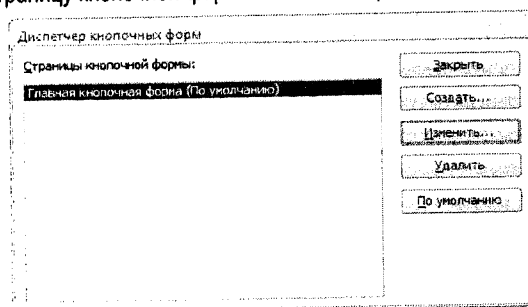 Диспетчер кнопочных форм
Страницы кнопочной формы:
Главная кнопочная форма (По умолчанию)
Закрыть
Создать...
Изменить...
Удалить
По умолчанию